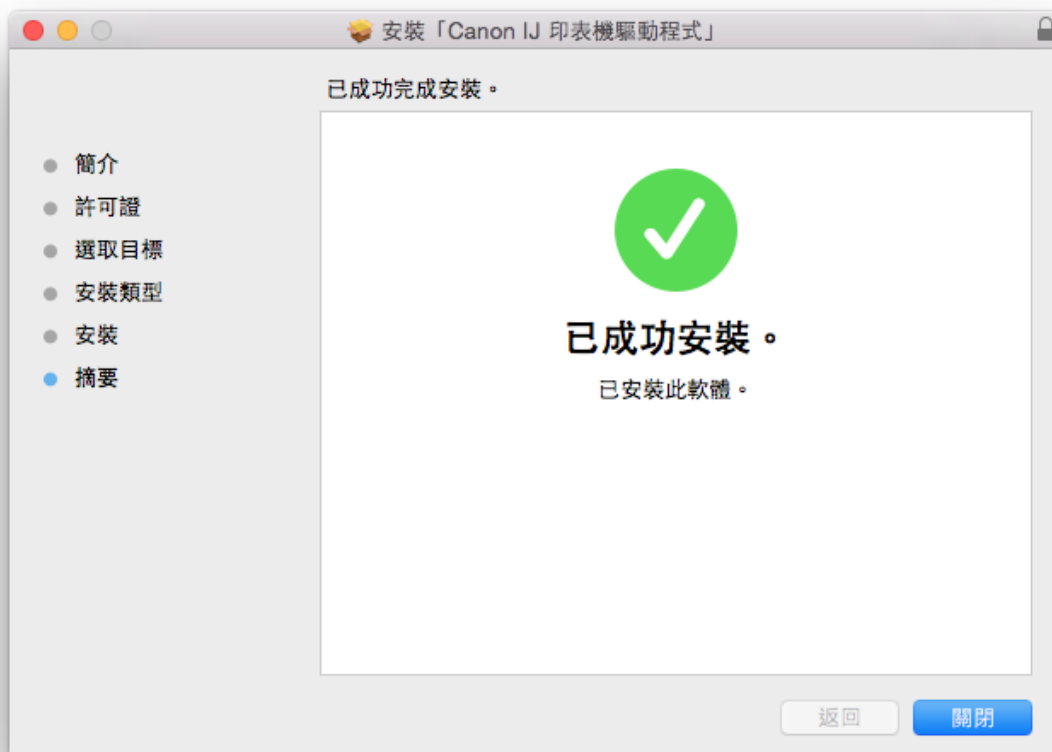 安裝「Canon IJ 印表機驅動程式」
已成功完成安裝。
簡介
許可證
選取目標
安裝類型
安裝
摘要
已成功安裝。
已安裝此軟體。
返回
關閉